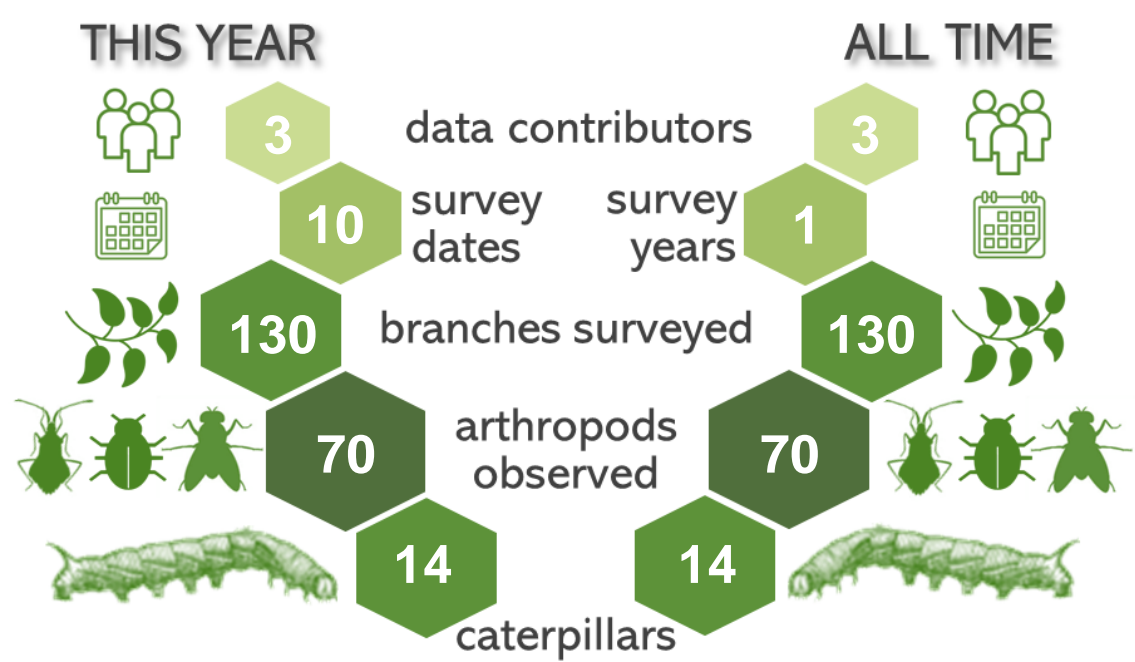 THIS YEAR
ALL TIME
3 data contributors 3
10 survey dates
survey years 1
130 branches surveyed 130
70 arthropods observed 70
14 caterpillars 14